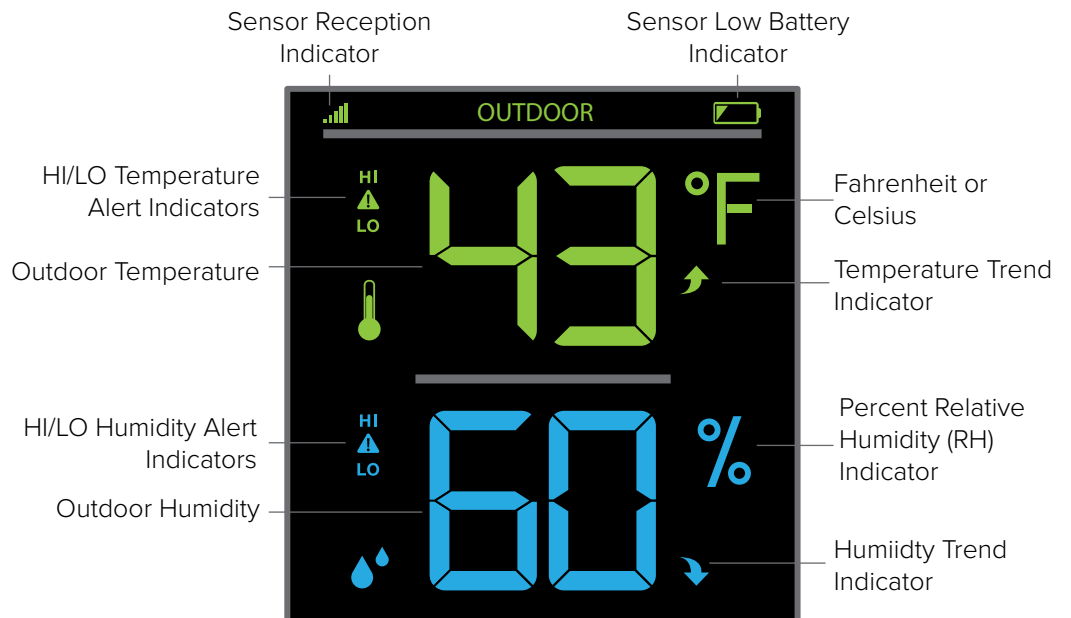 Sensor Reception
Indicator
Sensor Low Battery
Indicator
OUTDOOR
HI/LO Temperature
Alert Indicators
HI
LO
43 °F
Fahrenheit or
Celsius
Outdoor Temperature
Temperature Trend
Indicator
HI/LO Humidity Alert
Indicators
HI
LO
60 %
Percent Relative
Humidity (RH)
Indicator
Outdoor Humidity
Humiidty Trend
Indicator